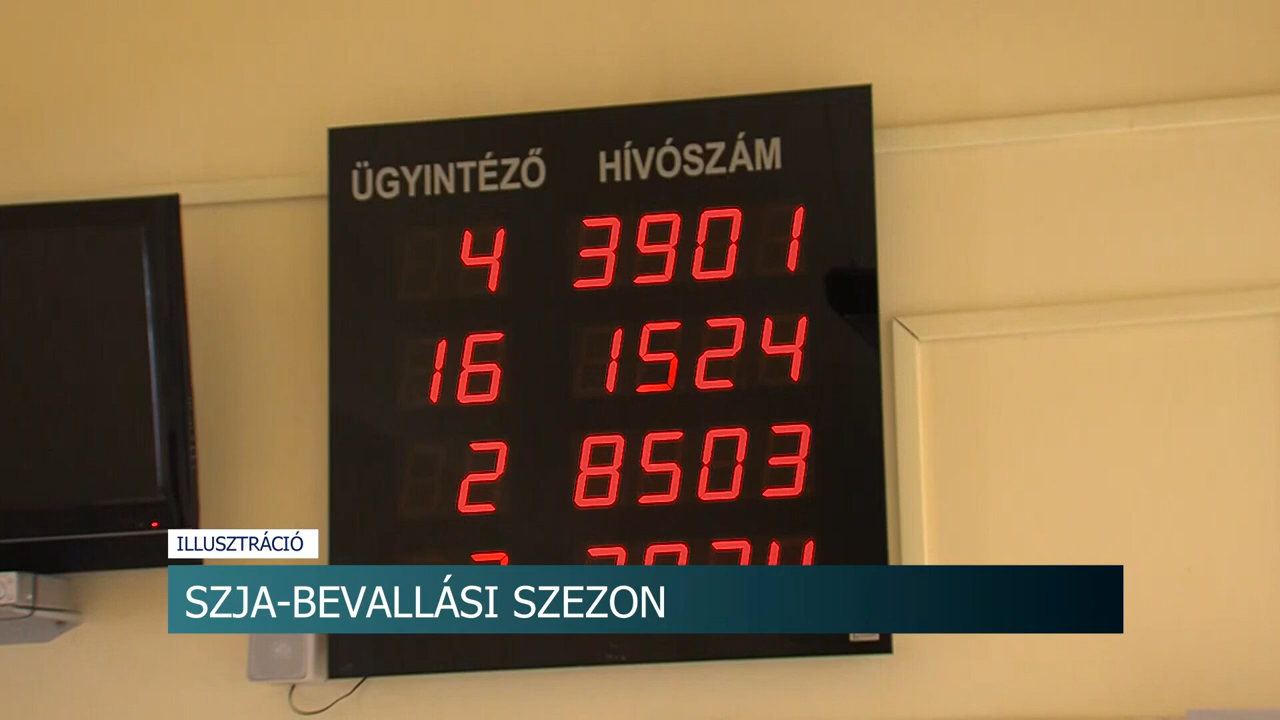 ÜGYINTÉZŐ HÍVÓSZÁM
4 3901
16 1524
2 8503
ILLUSZTRÁCIÓ
SZJA-BEVALLÁSI SZEZON